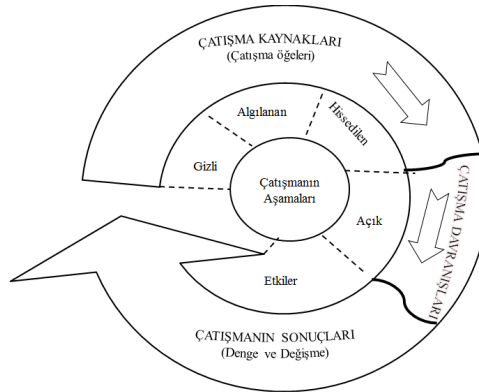 ÇATIŞMA KAYNAKLARI
(Çatışma öğeleri)
Algılanan
Hissedilen
Gizli
Çatışmanın
Aşamaları
Açık
ÇATIŞMA DAVRANIŞLARI
Etkiler
ÇATIŞMANIN SONUÇLARI
(Denge ve Değişme)